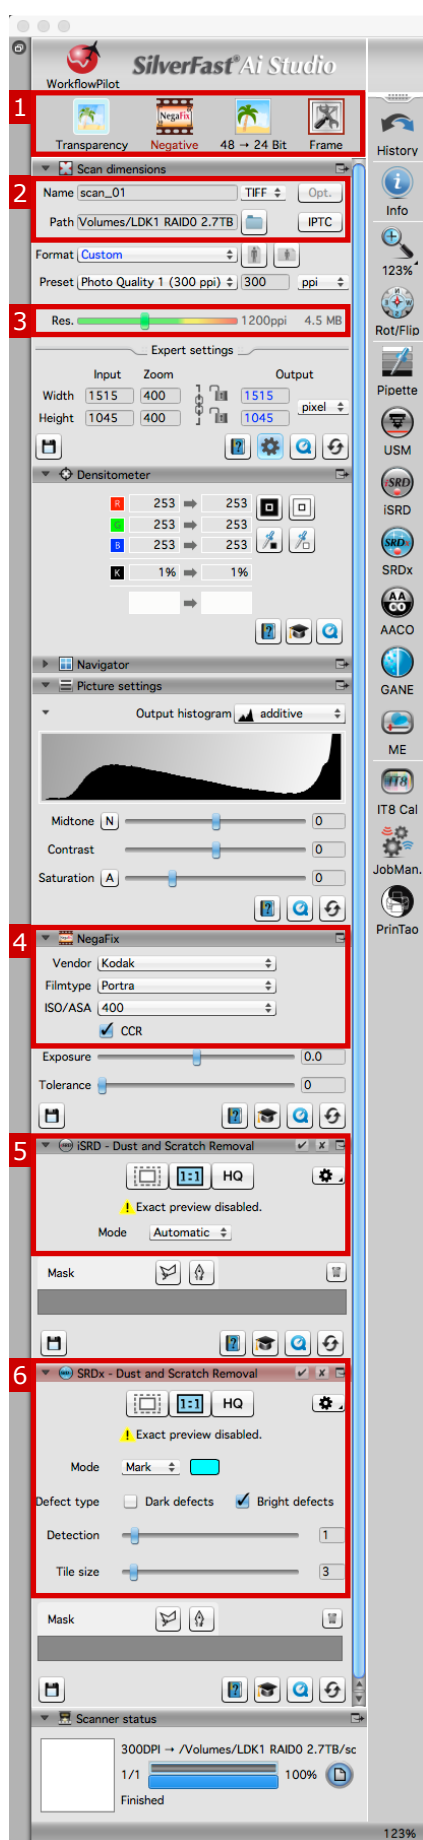 WorkflowPilot
SilverFast® Ai Studio
1
NegaFix
Transparency Negative 48 → 24 Bit Frame
Scan dimensions
2
Name scan_01 TIFF Opt.
Path Volumes/LDK1 RAID0 2.7TB IPTC
Format Custom
Preset Photo Quality 1 (300 ppi) 300 ppi
3
Res. 1200ppi 4.5 MB
Expert settings
Input Zoom Output
Width 1515 400 1515
pixel
Height 1045 400 1045
Densitometer
R 253 253
G 253 253
B 253 253
K 1% 1%
Navigator
Picture settings
Output histogram additive
Midtone N 0
Contrast 0
Saturation A 0
4
NegaFix
Vendor Kodak
Filmtype Portra
ISO/ASA 400
CCR
Exposure 0.0
Tolerance 0
5
iSRD - Dust and Scratch Removal
1:1 HQ
Exact preview disabled.
Mode Automatic
Mask
6
SRDx - Dust and Scratch Removal
1:1 HQ
Exact preview disabled.
Mode Mark
Defect type Dark defects Bright defects
Detection 1
Tile size 3
Mask
Scanner status
300DPI → /Volumes/LDK1 RAID0 2.7TB/sc
1/1 100%
Finished
History
Info
123%
Rot/Flip
Pipette
USM
iSRD
iSRD
SRDx
SRDx
AACO
GANE
ME
IT8
IT8 Cal
JobMan.
PrinTao
123%